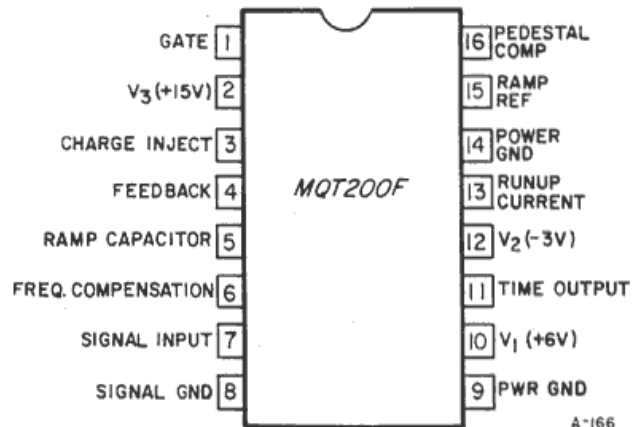 GATE 1
V3 (+15V) 2
CHARGE INJECT 3
FEEDBACK 4
RAMP CAPACITOR 5
FREQ. COMPENSATION 6
SIGNAL INPUT 7
SIGNAL GND 8
MQT200F
16 PEDESTAL
COMP
15 RAMP
REF
14 POWER
GND
13 RUNUP
CURRENT
12 V2 (-3V)
11 TIME OUTPUT
10 V1 (+6V)
9 PWR GND
A-166